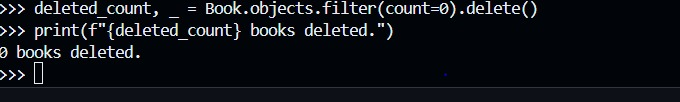 >>> deleted_count, _ = Book.objects.filter(count=0).delete()
>>> print(f"{deleted_count} books deleted.")
0 books deleted.
>>>